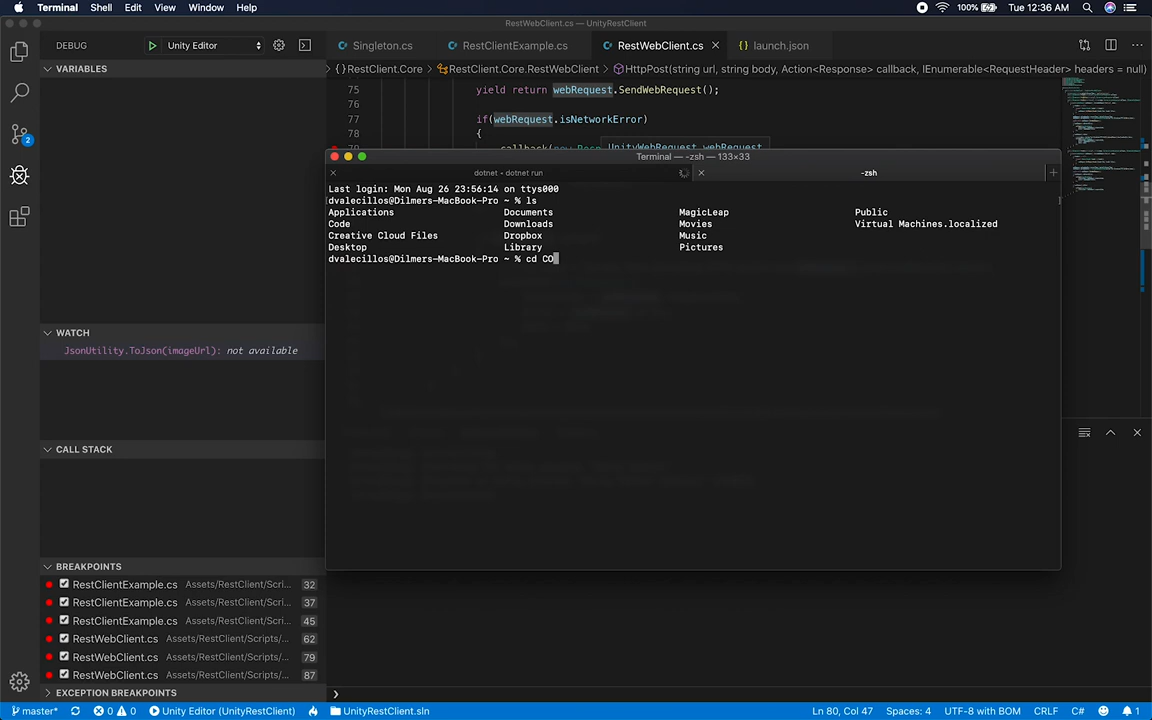 Terminal Shell Edit View Window Help 100% Tue 12:36 AM
RestWebClient.cs — UnityRestClient
DEBUG Unity Editor Singleton.cs RestClientExample.cs RestWebClient.cs launch.json
VARIABLES
{} RestClient.Core RestClient.Core.RestWebClient HttpPost(string url, string body, Action<Response> callback, IEnumerable<RequestHeader> headers = null)
75 yield return webRequest.SendWebRequest();
76
77 if(webRequest.isNetworkError)
78 {
UnityWebRequest webRequest
Terminal — -zsh — 133×33
dotnet • dotnet run -zsh
Last login: Mon Aug 26 23:56:14 on ttys000
dvalecillos@Dilmers-MacBook-Pro ~ % ls
Applications Documents MagicLeap Public
Code Downloads Movies Virtual Machines.localized
Creative Cloud Files Dropbox Music
Desktop Library Pictures
dvalecillos@Dilmers-MacBook-Pro ~ % cd CO
WATCH
JsonUtility.ToJson(imageUrl): not available
CALL STACK
BREAKPOINTS
RestClientExample.cs Assets/RestClient/Scri... 32
RestClientExample.cs Assets/RestClient/Scri... 37
RestClientExample.cs Assets/RestClient/Scri... 45
RestWebClient.cs Assets/RestClient/Scripts/... 62
RestWebClient.cs Assets/RestClient/Scripts/... 79
RestWebClient.cs Assets/RestClient/Scripts/... 87
EXCEPTION BREAKPOINTS
master* 0 0 Unity Editor (UnityRestClient) UnityRestClient.sln Ln 80, Col 47 Spaces: 4 UTF-8 with BOM CRLF C# 1